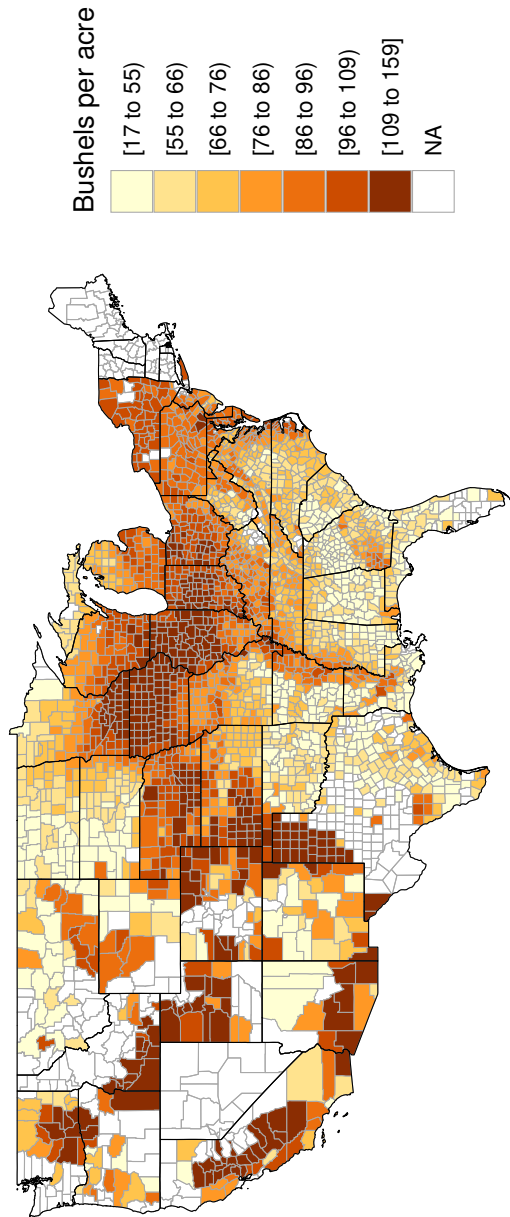 Bushels per acre
[17 to 55)
[55 to 66)
[66 to 76)
[76 to 86)
[86 to 96)
[96 to 109)
[109 to 159]
NA